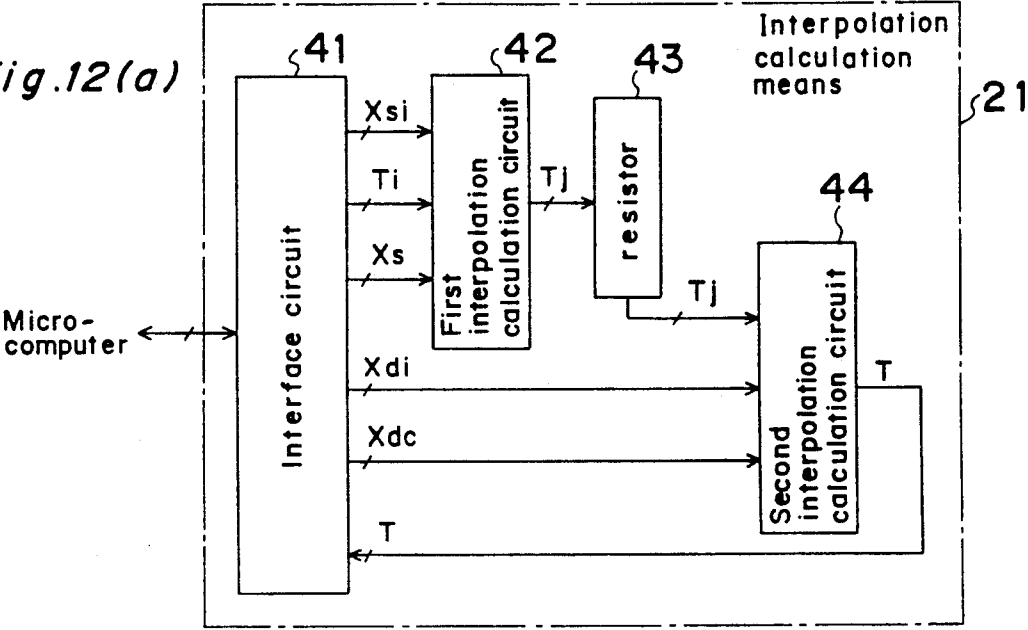 Interpolation
calculation
means
21
ig.12(a)
41
42
43
44
Micro-
computer
Interface circuit
Xsi
Ti
Xs
Xdi
Xdc
T
First
interpolation
calculation circuit
Tj
resistor
Tj
Second
interpolation
calculation circuit
T